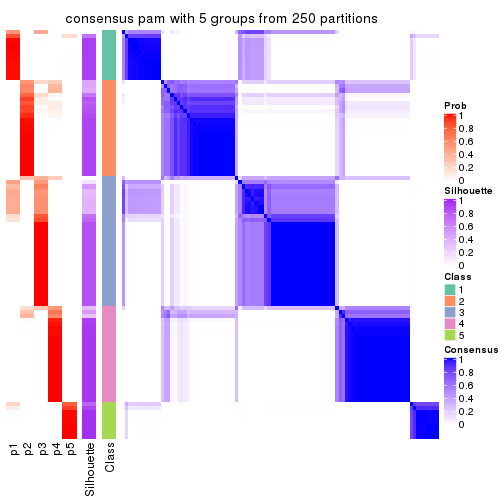 consensus pam with 5 groups from 250 partitions
Prob
1
0.8
0.6
0.4
0.2
0
Silhouette
1
0.8
0.6
0.4
0.2
0
Class
1
2
3
4
5
Consensus
1
0.8
0.6
0.4
0.2
0
p1
p2
p3
p4
p5
Silhouette
Class